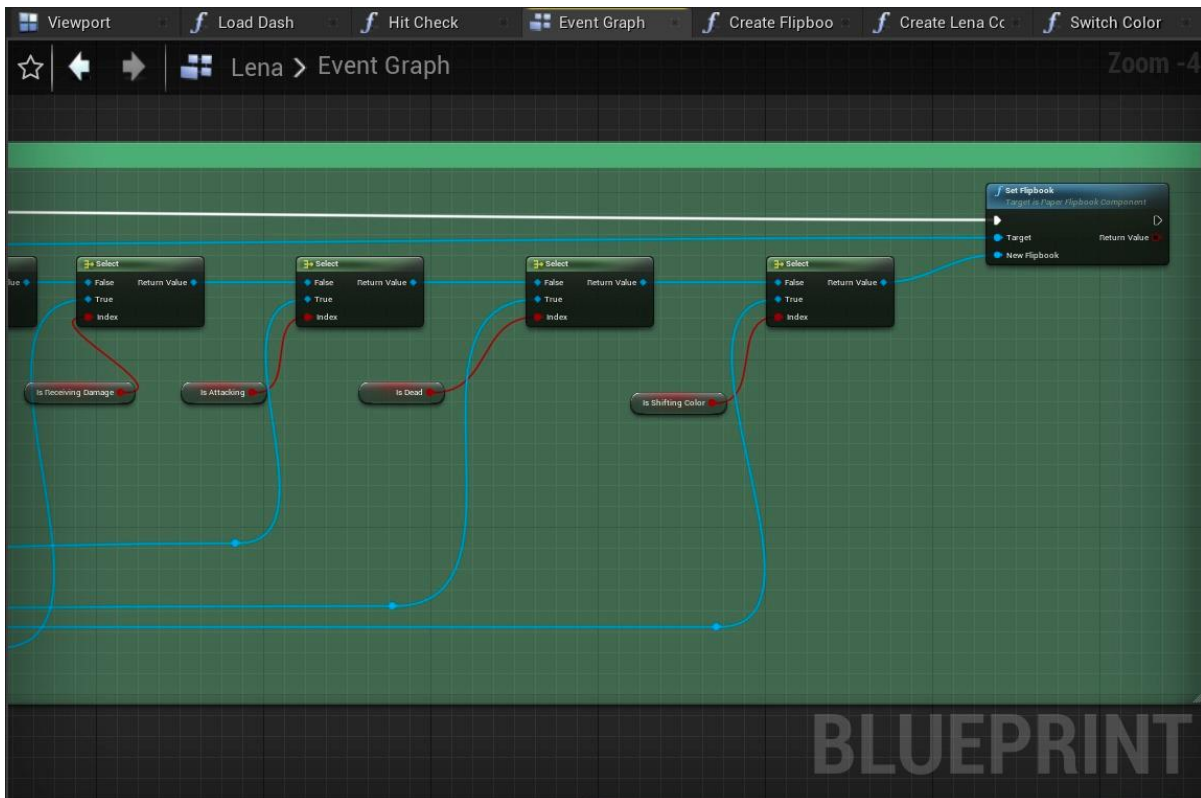 Viewport
Load Dash
Hit Check
Event Graph
Create Flipboo
Create Lena Cc
Switch Color
Lena > Event Graph
Zoom -4
Set Flipbook
Target is Paper Flipbook Component
Target
Return Value
New Flipbook
lue
Select
False
Return Value
True
Index
Select
False
Return Value
True
Index
Select
False
Return Value
True
Index
Select
False
Return Value
True
Index
Is Receiving Damage
Is Attacking
Is Dead
Is Shifting Color
BLUEPRINT